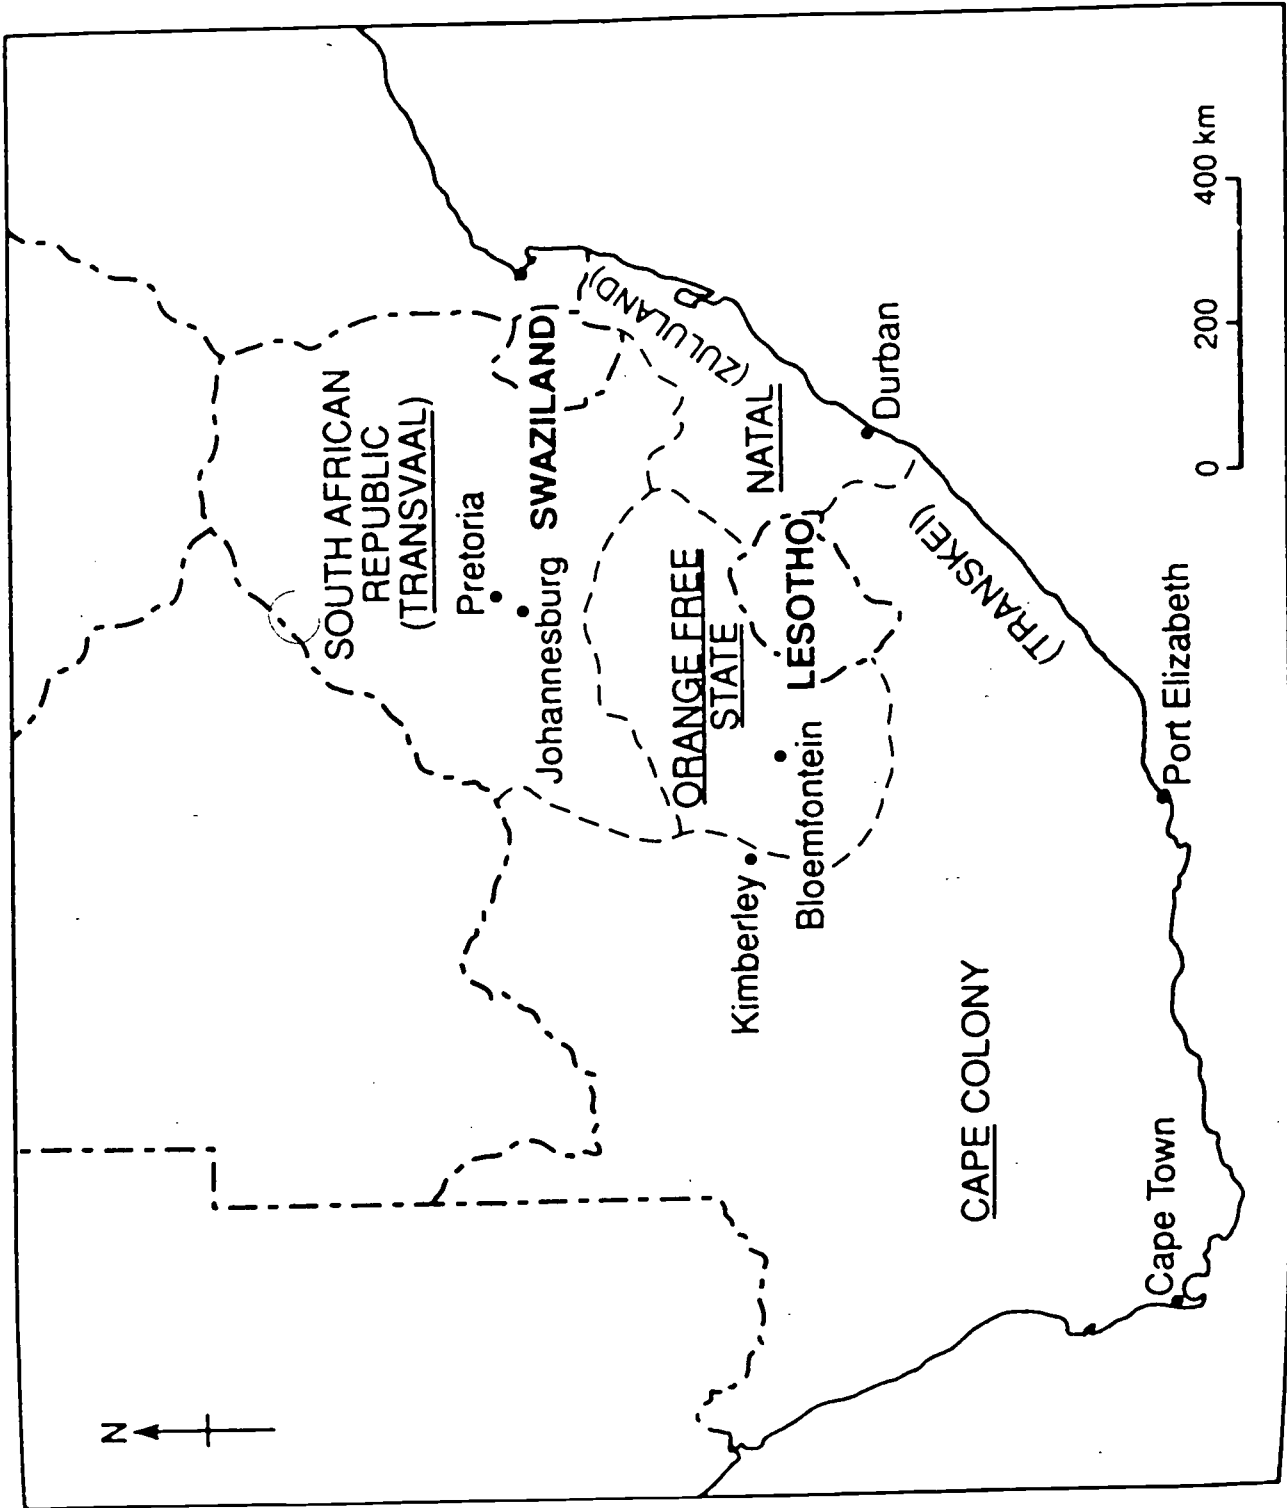 N
SOUTH AFRICAN
REPUBLIC
(TRANSVAAL)
Pretoria
Johannesburg
SWAZILAND
(ZULULAND)
ORANGE FREE
STATE
NATAL
Kimberley
Bloemfontein
LESOTHO
Durban
(TRANSKEI)
CAPE COLONY
Cape Town
Port Elizabeth
0 200 400 km